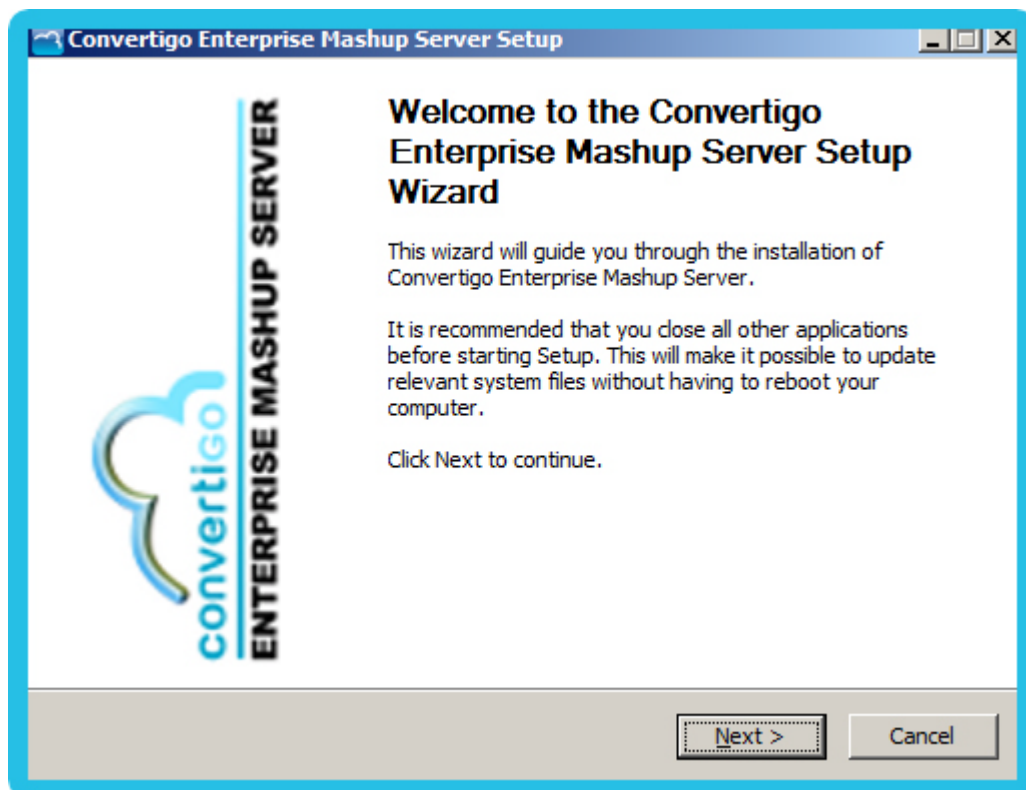 Convertigo Enterprise Mashup Server Setup
Welcome to the Convertigo
Enterprise Mashup Server Setup
Wizard
This wizard will guide you through the installation of
Convertigo Enterprise Mashup Server.
It is recommended that you close all other applications
before starting Setup. This will make it possible to update
relevant system files without having to reboot your
computer.
Click Next to continue.
convertigo
ENTERPRISE MASHUP SERVER
Next >
Cancel